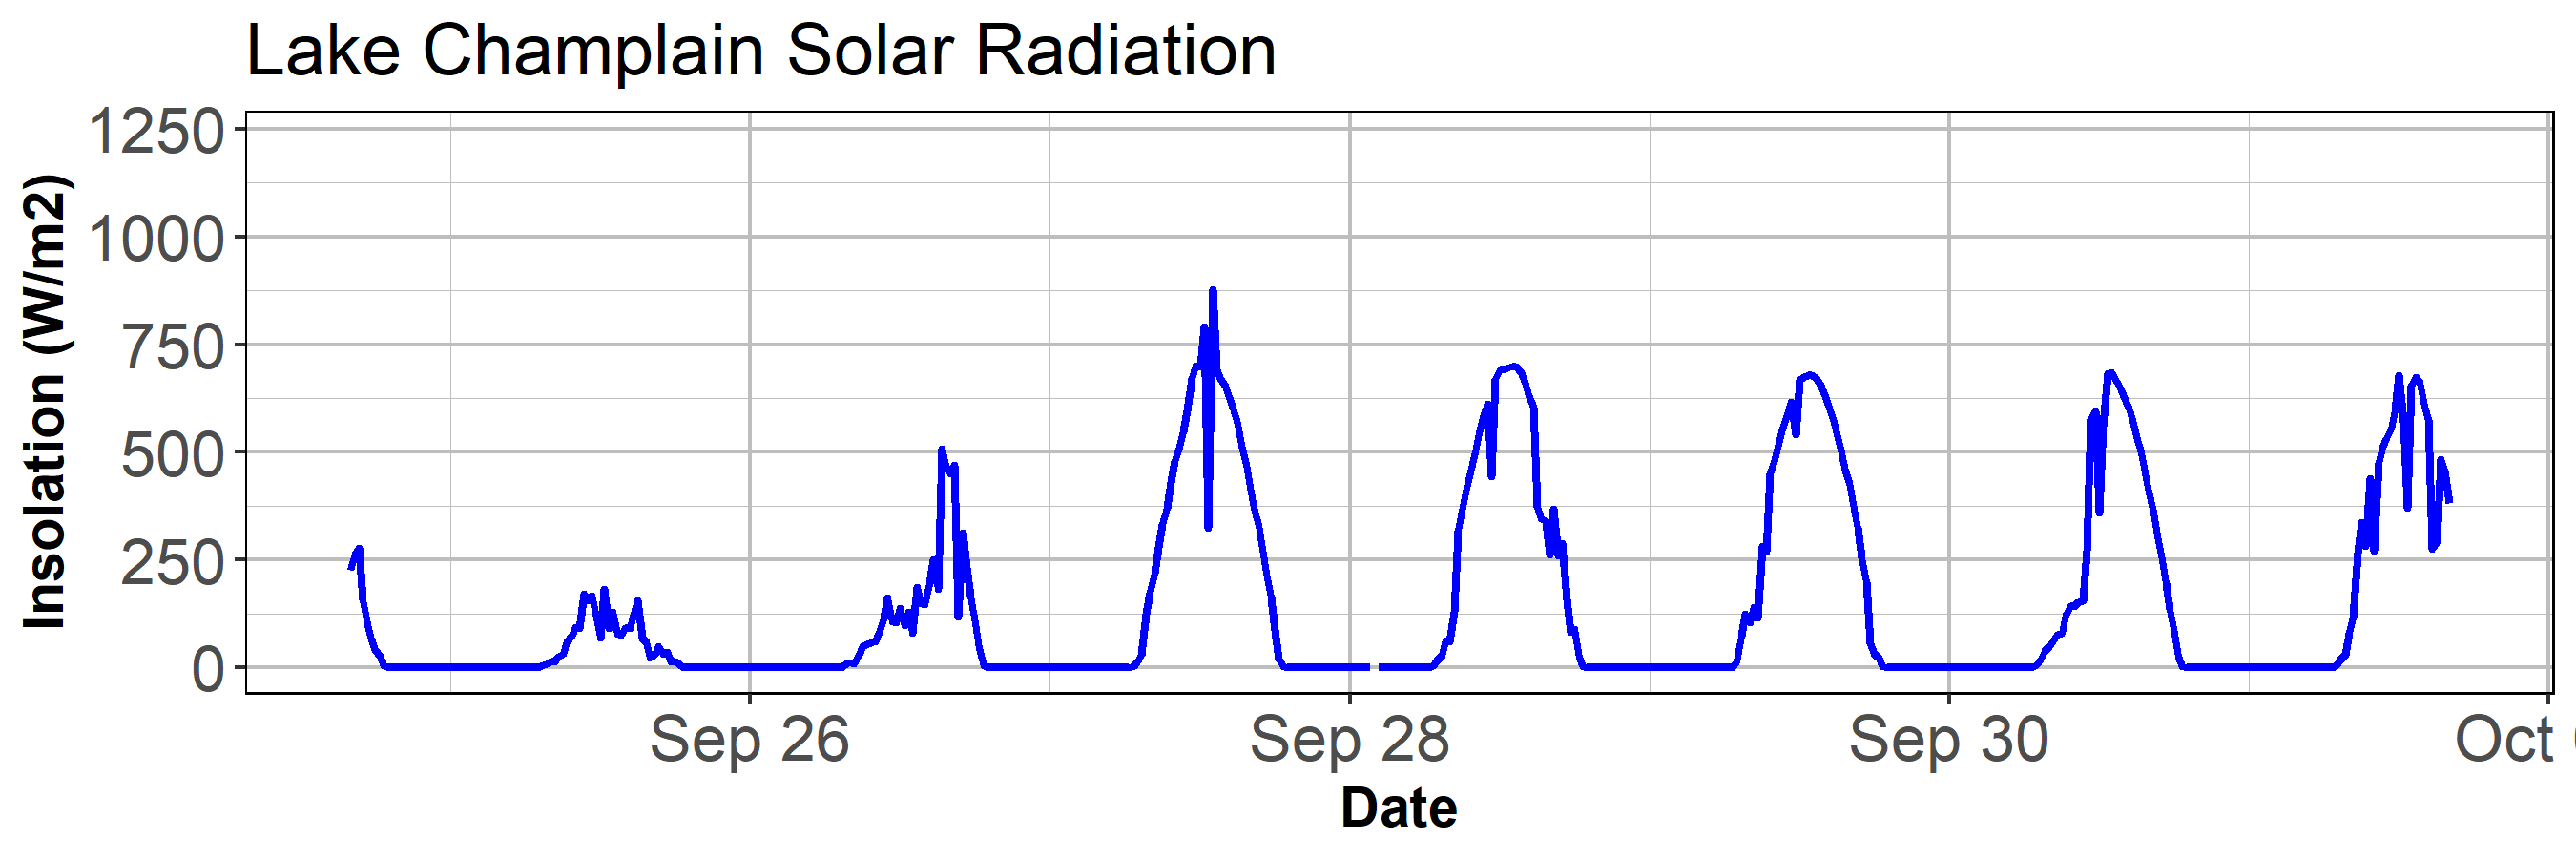 Lake Champlain Solar Radiation
1250
1000
750
500
250
0
Insolation (W/m2)
Sep 26 Sep 28 Sep 30 Oct
Date